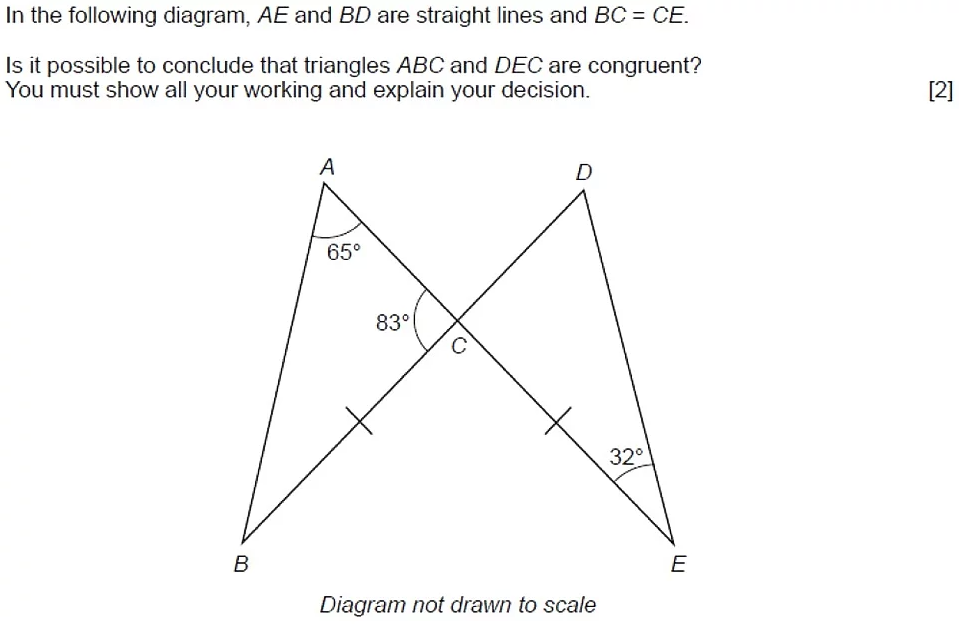 In the following diagram, AE and BD are straight lines and BC = CE.
Is it possible to conclude that triangles ABC and DEC are congruent?
You must show all your working and explain your decision. [2]
A
D
65°
83°
C
32°
B
E
Diagram not drawn to scale